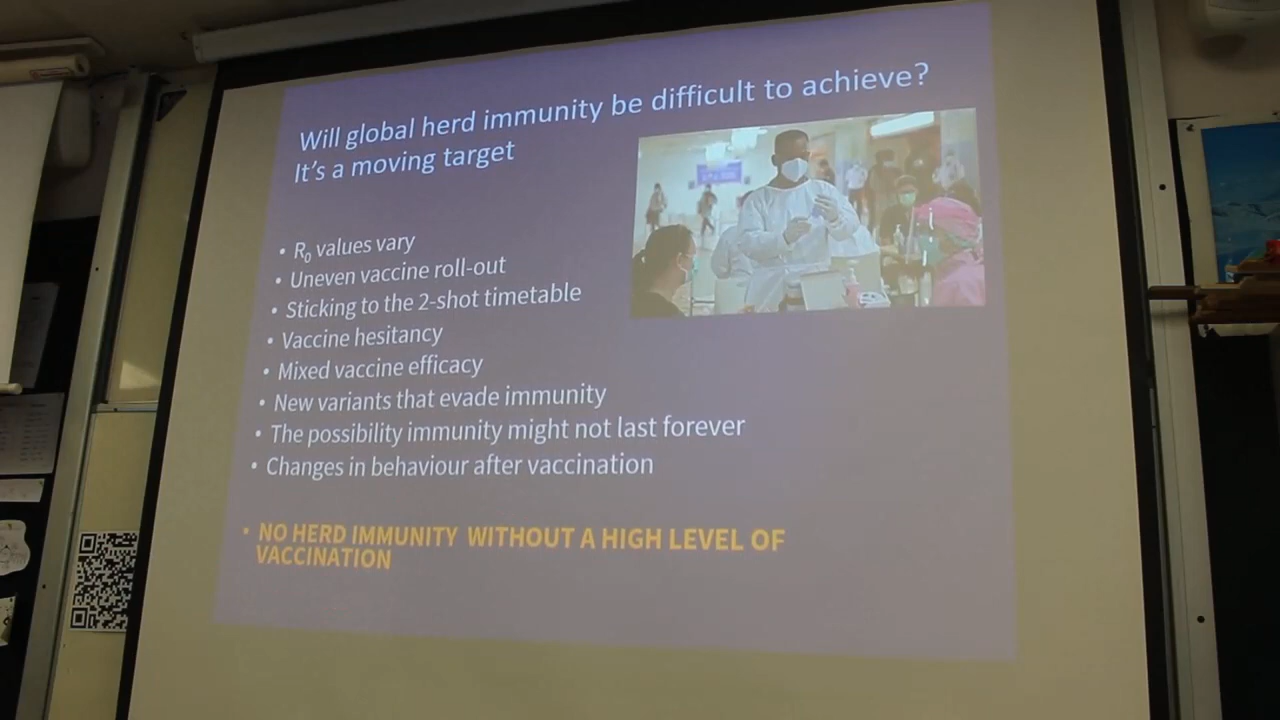 Will global herd immunity be difficult to achieve?
It's a moving target
• R₀ values vary
• Uneven vaccine roll-out
• Sticking to the 2-shot timetable
• Vaccine hesitancy
• Mixed vaccine efficacy
• New variants that evade immunity
• The possibility immunity might not last forever
• Changes in behaviour after vaccination
• NO HERD IMMUNITY WITHOUT A HIGH LEVEL OF
VACCINATION